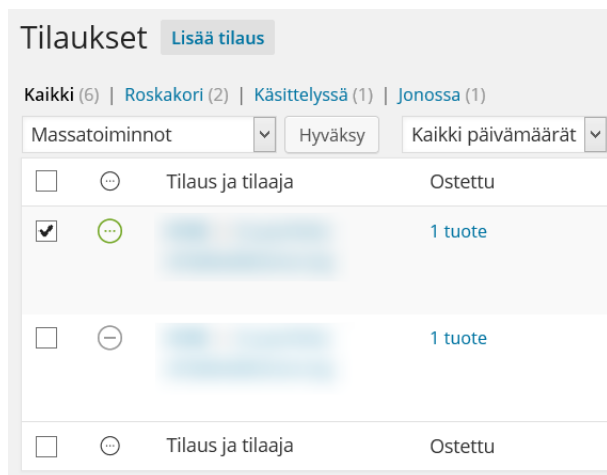 Tilaukset Lisää tilaus
Kaikki (6) | Roskakori (2) | Käsittelyssä (1) | Jonossa (1)
Massatoiminnot Hyväksy Kaikki päivämäärät
Tilaus ja tilaaja Ostettu
1 tuote
1 tuote
Tilaus ja tilaaja Ostettu